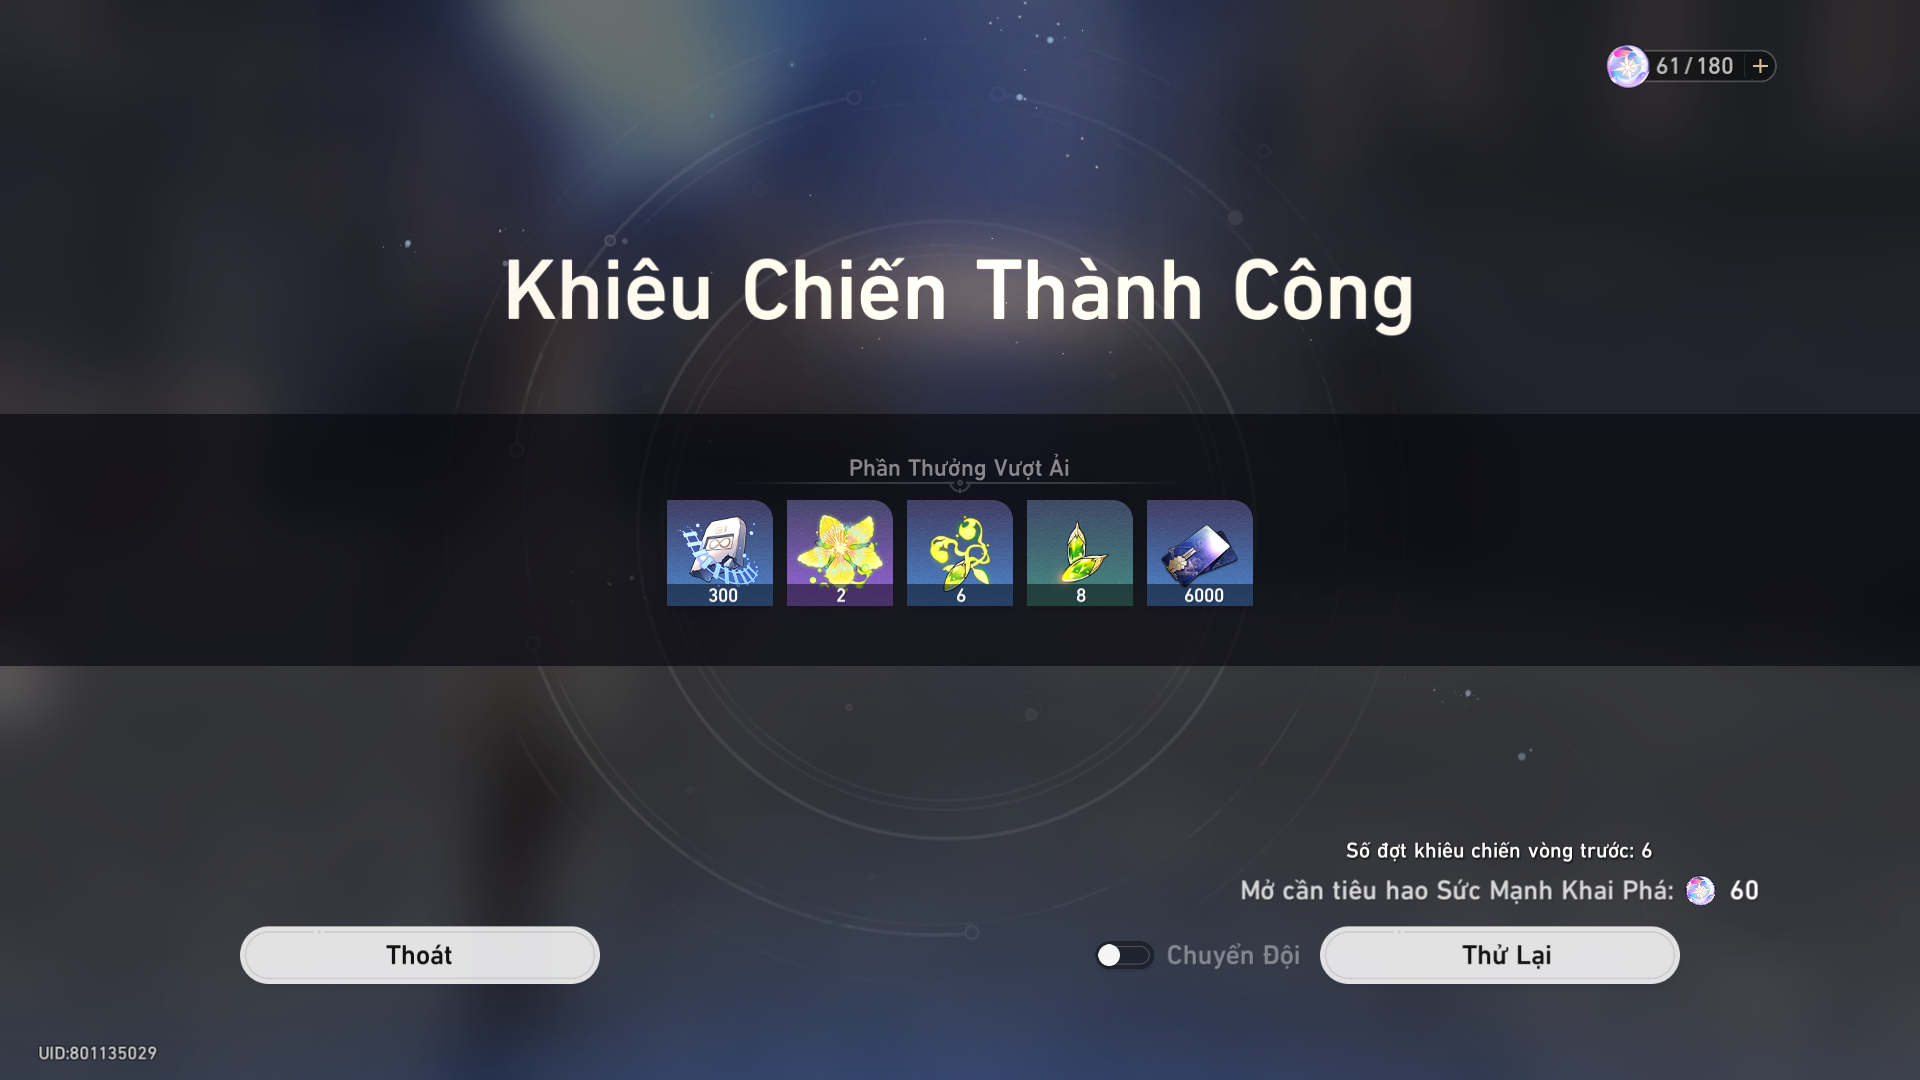 61/180
Khiêu Chiến Thành Công
Phần Thưởng Vượt Ải
300
2
6
8
6000
Số đợt khiêu chiến vòng trước: 6
Mở cần tiêu hao Sức Mạnh Khai Phá: 60
Thoát
Chuyển Đội
Thử Lại
UID:801135029